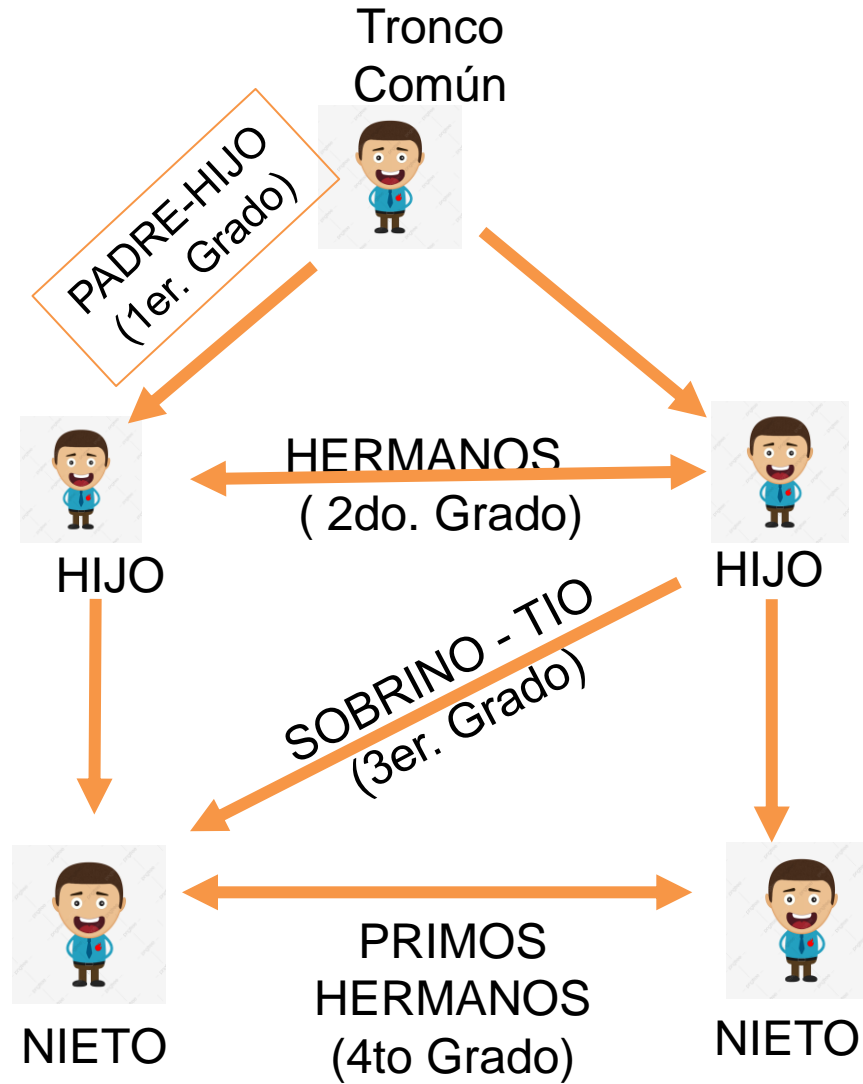 Tronco
Común
PADRE-HIJO
(1er. Grado)
HERMANOS
( 2do. Grado)
HIJO
HIJO
SOBRINO - TIO
(3er. Grado)
PRIMOS
HERMANOS
(4to Grado)
NIETO
NIETO